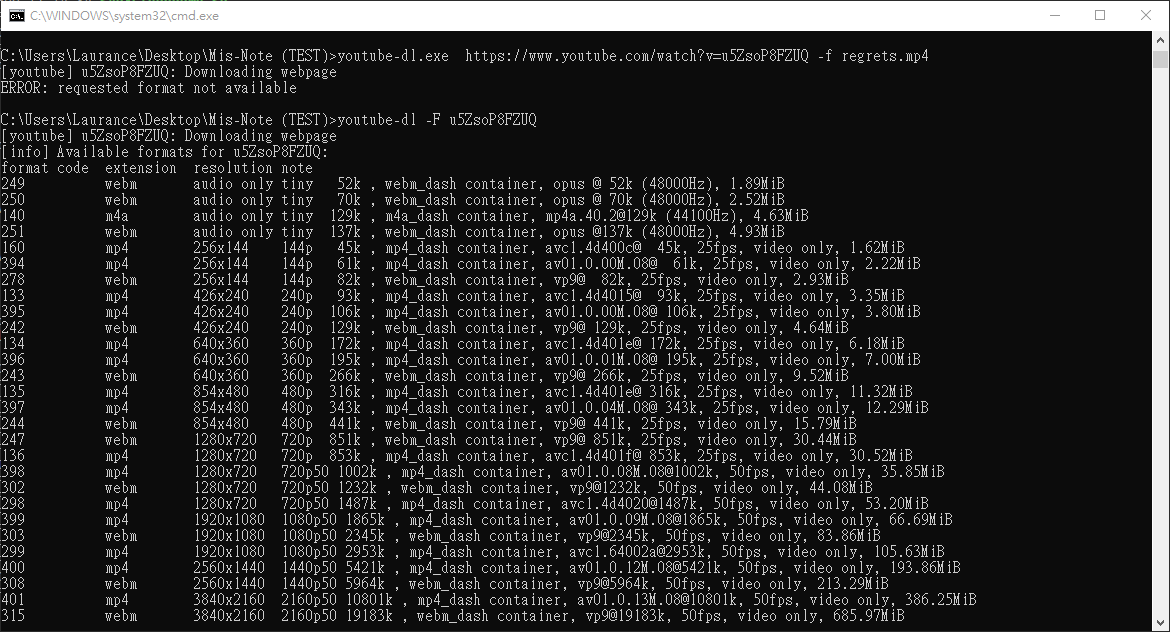 C:\WINDOWS\system32\cmd.exe
C:\Users\Laurance\Desktop\Mis-Note (TEST)>youtube-dl.exe  https://www.youtube.com/watch?v=u5ZsoP8FZUQ -f regrets.mp4
[youtube] u5ZsoP8FZUQ: Downloading webpage
ERROR: requested format not available
C:\Users\Laurance\Desktop\Mis-Note (TEST)>youtube-dl -F u5ZsoP8FZUQ
[youtube] u5ZsoP8FZUQ: Downloading webpage
[info] Available formats for u5ZsoP8FZUQ:
format code  extension  resolution note
249          webm       audio only tiny   52k , webm_dash container, opus @ 52k (48000Hz), 1.89MiB
250          webm       audio only tiny   70k , webm_dash container, opus @ 70k (48000Hz), 2.52MiB
140          m4a        audio only tiny  129k , m4a_dash container, mp4a.40.2@129k (44100Hz), 4.63MiB
251          webm       audio only tiny  137k , webm_dash container, opus @137k (48000Hz), 4.93MiB
160          mp4        256x144    144p   45k , mp4_dash container, avc1.4d400c@  45k, 25fps, video only, 1.62MiB
394          mp4        256x144    144p   61k , mp4_dash container, av01.0.00M.08@  61k, 25fps, video only, 2.22MiB
278          webm       256x144    144p   82k , webm_dash container, vp9@  82k, 25fps, video only, 2.93MiB
133          mp4        426x240    240p   93k , mp4_dash container, avc1.4d4015@  93k, 25fps, video only, 3.35MiB
395          mp4        426x240    240p  106k , mp4_dash container, av01.0.00M.08@ 106k, 25fps, video only, 3.80MiB
242          webm       426x240    240p  129k , webm_dash container, vp9@ 129k, 25fps, video only, 4.64MiB
134          mp4        640x360    360p  172k , mp4_dash container, avc1.4d401e@ 172k, 25fps, video only, 6.18MiB
396          mp4        640x360    360p  195k , mp4_dash container, av01.0.01M.08@ 195k, 25fps, video only, 7.00MiB
243          webm       640x360    360p  266k , webm_dash container, vp9@ 266k, 25fps, video only, 9.52MiB
135          mp4        854x480    480p  316k , mp4_dash container, avc1.4d401e@ 316k, 25fps, video only, 11.32MiB
397          mp4        854x480    480p  343k , mp4_dash container, av01.0.04M.08@ 343k, 25fps, video only, 12.29MiB
244          webm       854x480    480p  441k , webm_dash container, vp9@ 441k, 25fps, video only, 15.79MiB
247          webm       1280x720   720p  851k , webm_dash container, vp9@ 851k, 25fps, video only, 30.44MiB
136          mp4        1280x720   720p  853k , mp4_dash container, avc1.4d401f@ 853k, 25fps, video only, 30.52MiB
398          mp4        1280x720   720p50 1002k , mp4_dash container, av01.0.08M.08@1002k, 50fps, video only, 35.85MiB
302          webm       1280x720   720p50 1232k , webm_dash container, vp9@1232k, 50fps, video only, 44.08MiB
298          mp4        1280x720   720p50 1487k , mp4_dash container, avc1.4d4020@1487k, 50fps, video only, 53.20MiB
399          mp4        1920x1080  1080p50 1865k , mp4_dash container, av01.0.09M.08@1865k, 50fps, video only, 66.69MiB
303          webm       1920x1080  1080p50 2345k , webm_dash container, vp9@2345k, 50fps, video only, 83.86MiB
299          mp4        1920x1080  1080p50 2953k , mp4_dash container, avc1.64002a@2953k, 50fps, video only, 105.63MiB
400          mp4        2560x1440  1440p50 5421k , mp4_dash container, av01.0.12M.08@5421k, 50fps, video only, 193.86MiB
308          webm       2560x1440  1440p50 5964k , webm_dash container, vp9@5964k, 50fps, video only, 213.29MiB
401          mp4        3840x2160  2160p50 10801k , mp4_dash container, av01.0.13M.08@10801k, 50fps, video only, 386.25MiB
315          webm       3840x2160  2160p50 19183k , webm_dash container, vp9@19183k, 50fps, video only, 685.97MiB